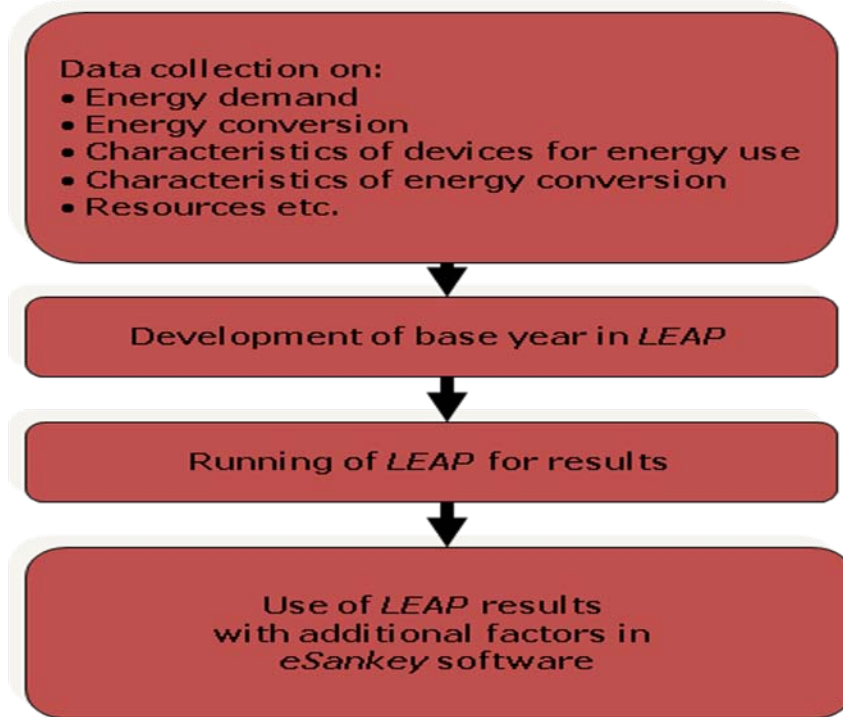 Data collection on:
• Energy demand
• Energy conversion
• Characteristics of devices for energy use
• Characteristics of energy conversion
• Resources etc.
Development of base year in LEAP
Running of LEAP for results
Use of LEAP results
with additional factors in
eSankey software